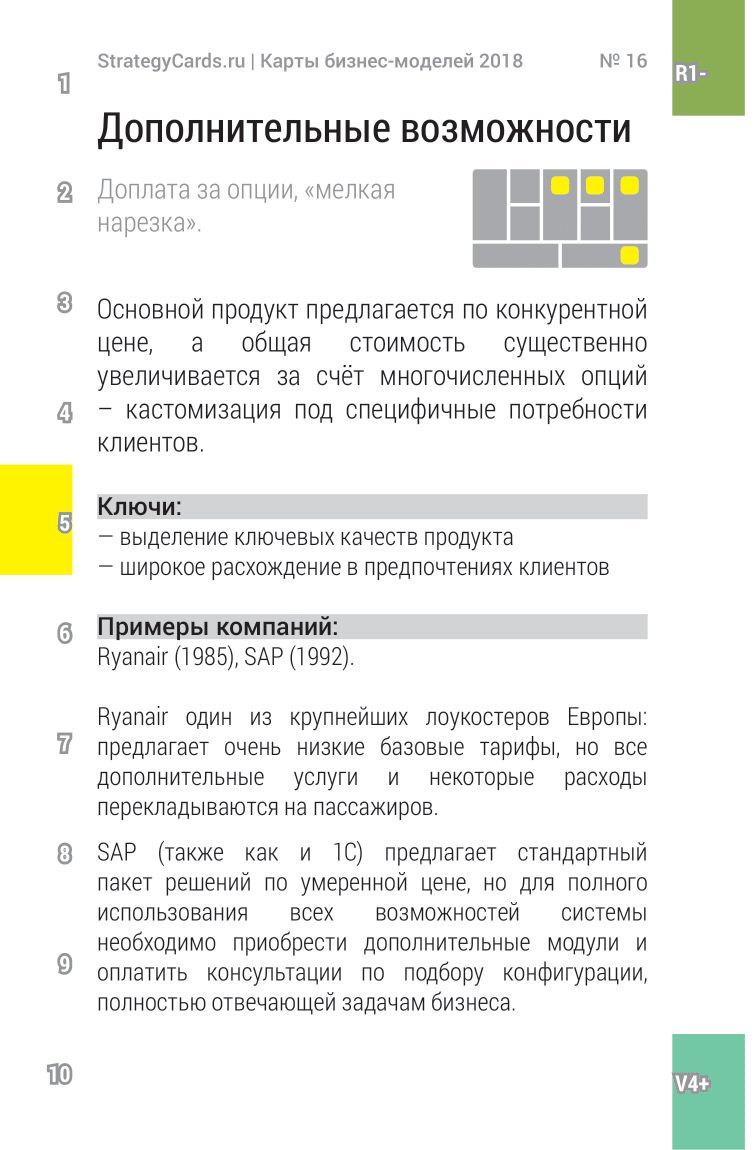 StrategyCards.ru | Карты бизнес-моделей 2018 № 16
R1-
1
Дополнительные возможности
2
Доплата за опции, «мелкая
нарезка».
3
Основной продукт предлагается по конкурентной
цене, а общая стоимость существенно
увеличивается за счёт многочисленных опций
4
– кастомизация под специфичные потребности
клиентов.
Ключи:
5
— выделение ключевых качеств продукта
— широкое расхождение в предпочтениях клиентов
6
Примеры компаний:
Ryanair (1985), SAP (1992).
Ryanair один из крупнейших лоукостеров Европы:
7
предлагает очень низкие базовые тарифы, но все
дополнительные услуги и некоторые расходы
перекладываются на пассажиров.
8
SAP (также как и 1С) предлагает стандартный
пакет решений по умеренной цене, но для полного
использования всех возможностей системы
необходимо приобрести дополнительные модули и
9
оплатить консультации по подбору конфигурации,
полностью отвечающей задачам бизнеса.
10
V4+